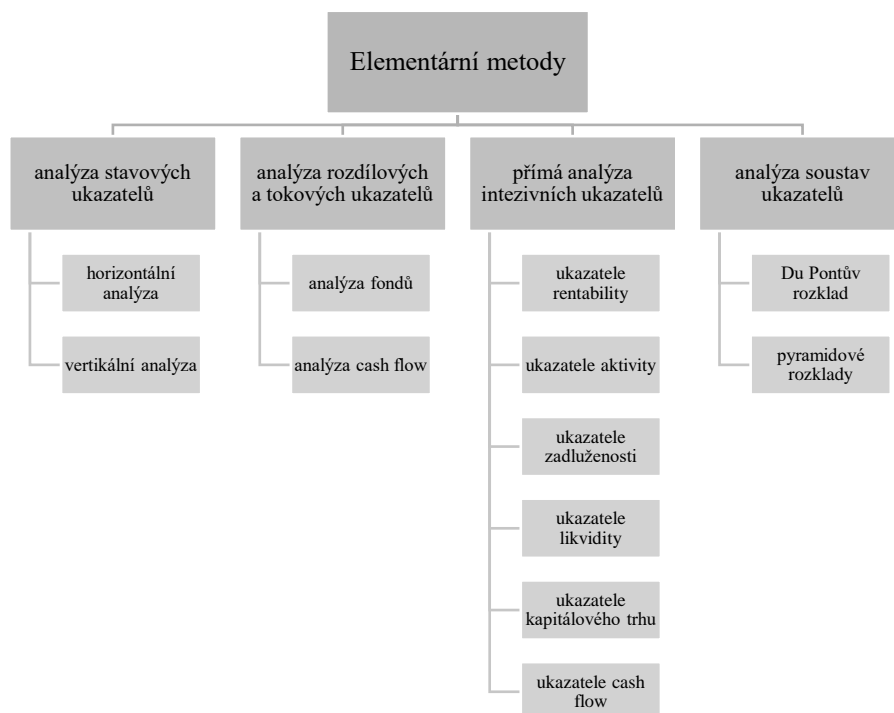 Elementární metody
analýza stavových
ukazatelů
horizontální
analýza
vertikální analýza
analýza rozdílových
a tokových ukazatelů
analýza fondů
analýza cash flow
přímá analýza
intezivních ukazatelů
ukazatele
rentability
ukazatele aktivity
ukazatele
zadluženosti
ukazatele
likvidity
ukazatele
kapitálového trhu
ukazatele cash
flow
analýza soustav
ukazatelů
Du Pontův
rozklad
pyramidové
rozklady